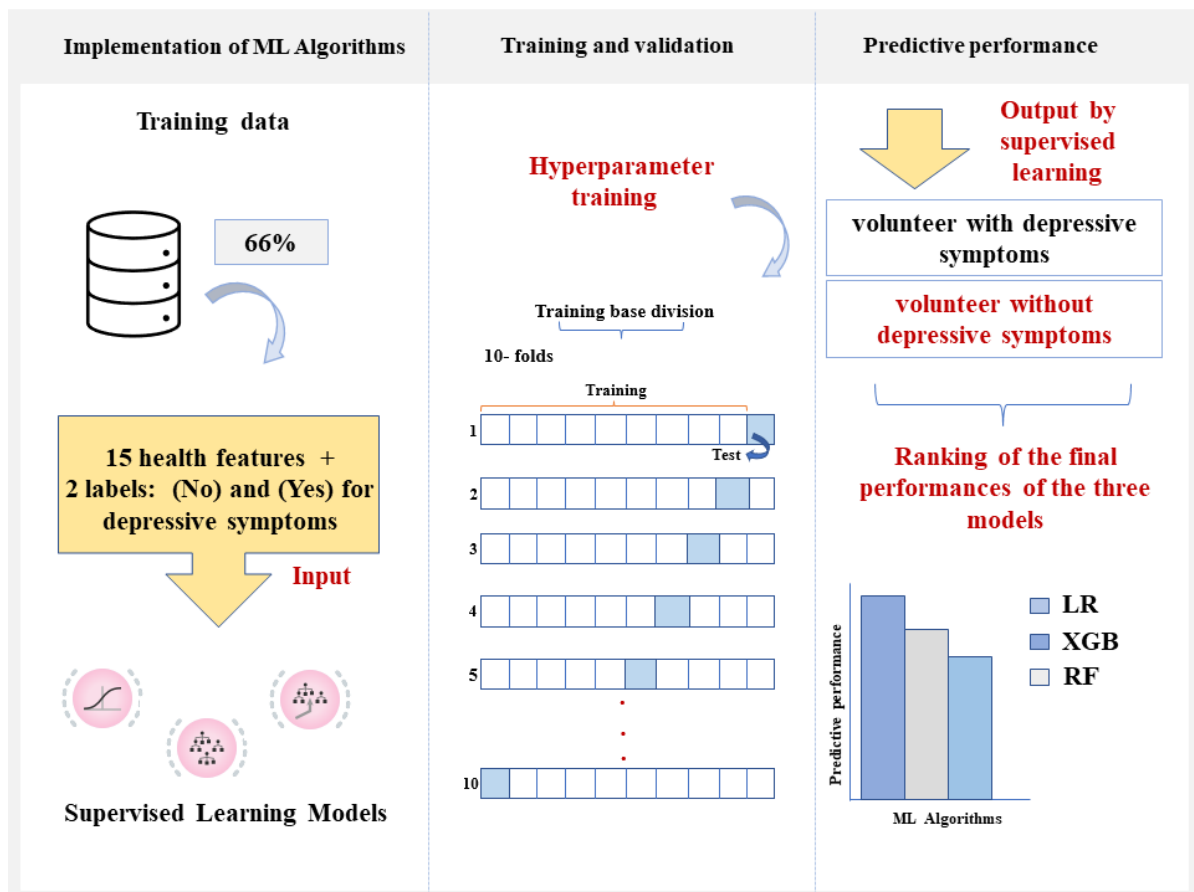 Implementation of ML Algorithms
Training data
66%
15 health features +
2 labels: (No) and (Yes) for
depressive symptoms
Input
Supervised Learning Models
Training and validation
Hyperparameter
training
Training base division
10- folds
Training
1
Test
2
3
4
5
10
Predictive performance
Output by
supervised
learning
volunteer with depressive
symptoms
volunteer without
depressive symptoms
Ranking of the final
performances of the three
models
Predictive performance
LR
XGB
RF
ML Algorithms